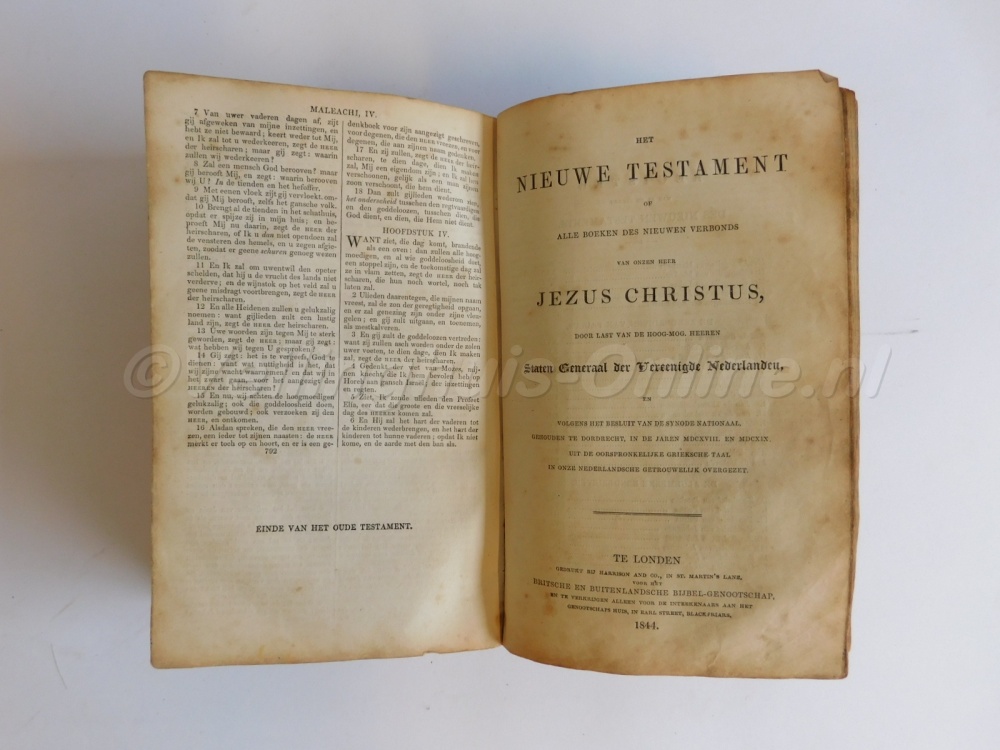 MALEACHI, IV.
7 Van uwer vaderen dagen af, zijt
gij afgeweken van mijne inzettingen, en
hebt ze niet bewaard; keert weder tot Mij,
en Ik zal tot u wederkeeren, zegt de HEER
der heirscharen; maar gij zegt: waarin
zullen wij wederkeeren?
8 Zal een mensch God berooven? maar
gij berooft Mij, en zegt: waarin berooven
wij U? In de tienden en het hefoffer.
9 Met eenen vloek zijt gij vervloekt, om-
dat gij Mij berooft, zelfs het gansche volk.
10 Brengt al de tienden in het schathuis,
opdat er spijze zij in mijn huis; en be-
proeft Mij nu daarin, zegt de HEER der
heirscharen, of Ik u dan niet opendoen zal
de vensteren des hemels, en u zegen afgie-
ten, zoodat er geene schuren genoeg wezen
zullen.
11 En Ik zal om uwentwil den opeter
schelden, dat hij u de vrucht des lands niet
verderve; en de wijnstok op het veld zal u
geene misdragt voortbrengen, zegt de HEER
der heirscharen.
12 En alle Heidenen zullen u gelukzalig
noemen: want gijlieden zult een lustig
land zijn, zegt de HEER der heirscharen.
13 Uwe woorden zijn tegen Mij te sterk
geworden, zegt de HEER; maar gij zegt:
wat hebben wij tegen U gesproken?
14 Gij zegt: het is te vergeefs, God te
dienen: want wat nuttigheid is het, dat
wij zijne wacht waarnemen? en dat wij in
het zwart gaan, voor het aangezigt des
HEEREN der heirscharen?
15 En nu, wij achten de hoogmoedigen
gelukzalig; ook die goddeloosheid doen,
worden gebouwd; ook verzoeken zij den
HEER, en ontkomen.
16 Alsdan spreken, die den HEER vree-
zen, een ieder tot zijnen naaste: de HEER
merkt er toch op en hoort, en er is een ge-
792
denkboek voor zijn aangezigt geschreven,
voor degenen, die den HEER vreezen, en voor
degenen, die aan zijnen naam gedenken.
17 En zij zullen, zegt de HEER der heir-
scharen, te dien dage, dien Ik maken
zal, Mij een eigendom zijn; en Ik zal hen
verschoonen, gelijk als een man zijnen
zoon verschoont, die hem dient.
18 Dan zult gijlieden wederom zien,
het onderscheid tusschen den regtvaardigen
en den goddeloozen, tusschen dien, die
God dient, en dien, die Hem niet dient.
HOOFDSTUK IV.
WANT ziet, die dag komt, brandende
als een oven: dan zullen alle hoog-
moedigen, en al wie goddeloosheid doet,
een stoppel zijn, en de toekomstige dag zal
ze in vlam zetten, zegt de HEER der heir-
scharen, die hun noch wortel, noch tak
laten zal.
2 Ulieden daarentegen, die mijnen naam
vreest, zal de zon der geregtigheid opgaan,
en er zal genezing zijn onder zijne vleu-
gelen; en gij zult uitgaan, en toenemen,
als mestkalveren.
3 En gij zult de goddeloozen vertreden:
want zij zullen asch worden onder de zolen
uwer voeten, te dien dage, dien Ik maken
zal, zegt de HEER der heirscharen.
4 Gedenkt der wet van Mozes, mij-
nen knecht, die Ik hem bevolen heb op
Horeb aan gansch Israël, der inzettingen
en regten.
5 Ziet, Ik zende ulieden den Profeet
Elia, eer dat die groote en die vreeselijke
dag des HEEREN komen zal.
6 En Hij zal het hart der vaderen tot
de kinderen wederbrengen, en het hart der
kinderen tot hunne vaderen; opdat Ik niet
kome, en de aarde met den ban sla.
EINDE VAN HET OUDE TESTAMENT.
HET
NIEUWE TESTAMENT
OF
ALLE BOEKEN DES NIEUWEN VERBONDS
VAN ONZEN HEER
JEZUS CHRISTUS,
DOOR LAST VAN DE HOOG-MOG. HEEREN
Staten Generaal der Vereenigde Nederlanden,
EN
VOLGENS HET BESLUIT VAN DE SYNODE NATIONAAL,
GEHOUDEN TE DORDRECHT, IN DE JAREN MDCXVIII. EN MDCXIX.
UIT DE OORSPRONKELIJKE GRIEKSCHE TAAL
IN ONZE NEDERLANDSCHE GETROUWELIJK OVERGEZET.
TE LONDEN
GEDRUKT BIJ HARRISON AND CO., IN ST. MARTIN'S LANE,
VOOR HET
BRITSCHE EN BUITENLANDSCHE BIJBEL-GENOOTSCHAP,
EN TE VERKRIJGEN ALLEEN VOOR DE INTEEKENAARS AAN HET
GENOOTSCHAPS HUIS, IN EARL STREET, BLACKFRIARS,
1844.